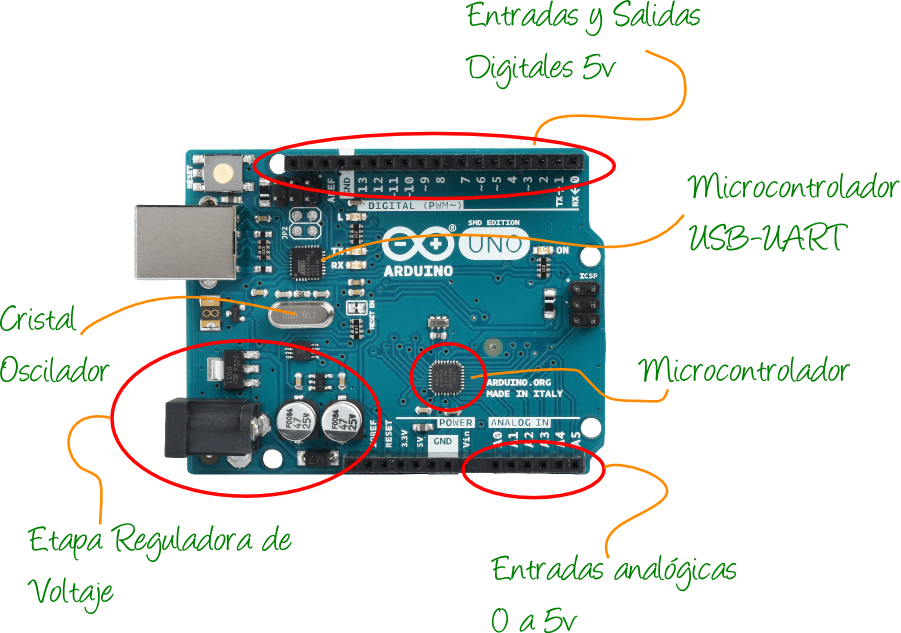 Entradas y Salidas
Digitales 5v
RESET
AREF
GND
13
12
~11
~10
~9
8
7
~6
~5
4
~3
2
TX→1
RX←0
DIGITAL (PWM~)
JP2
L
TX
RX
Microcontrolador
USB-UART
SMD EDITION
UNO
ARDUINO
ON
ICSP
RESET EN
Cristal
Oscilador
Microcontrolador
ARDUINO.ORG
MADE IN ITALY
47
25V
47
25V
IOREF
RESET
3.3V
5V
POWER
GND
Vin
ANALOG IN
A0
A1
A2
A3
A4
A5
Etapa Reguladora de
Voltaje
Entradas analógicas
0 a 5v